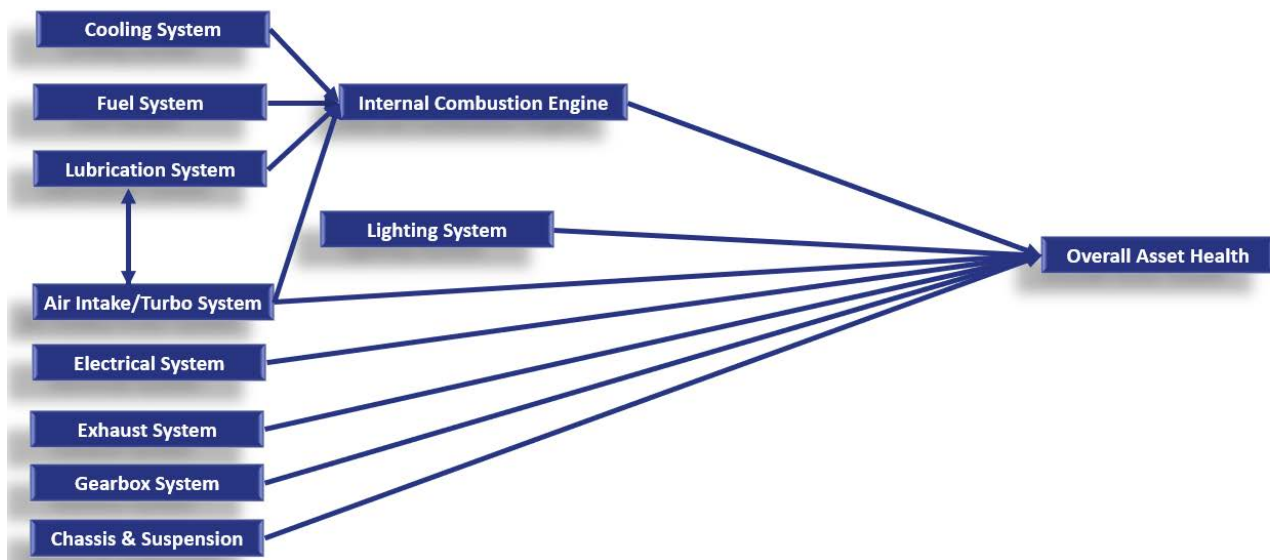 Cooling System
Fuel System
Internal Combustion Engine
Lubrication System
Lighting System
Overall Asset Health
Air Intake/Turbo System
Electrical System
Exhaust System
Gearbox System
Chassis & Suspension